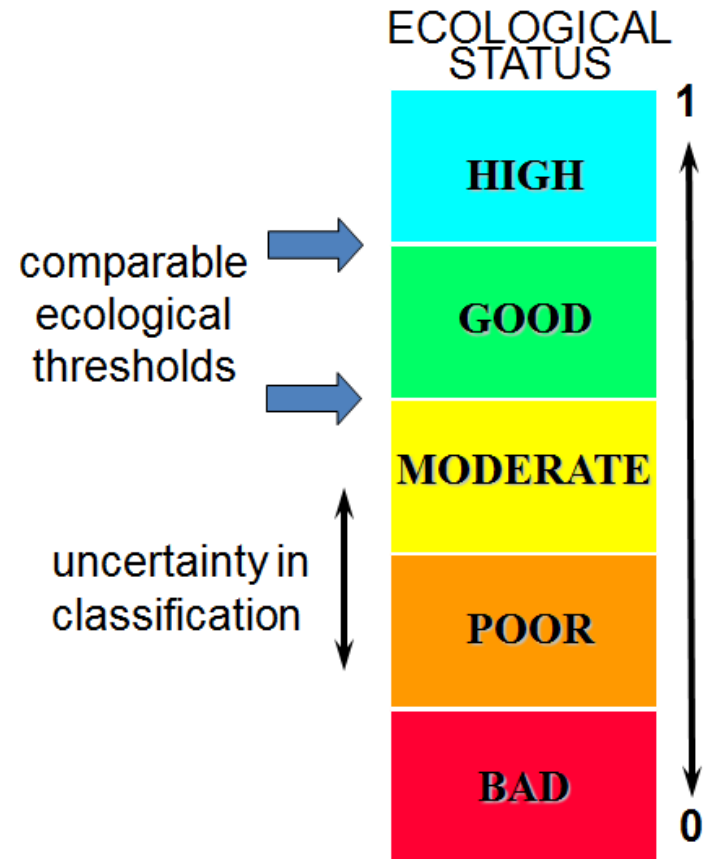 ECOLOGICAL
STATUS
1
HIGH
comparable
ecological
thresholds
GOOD
MODERATE
uncertainty in
classification
POOR
BAD
0